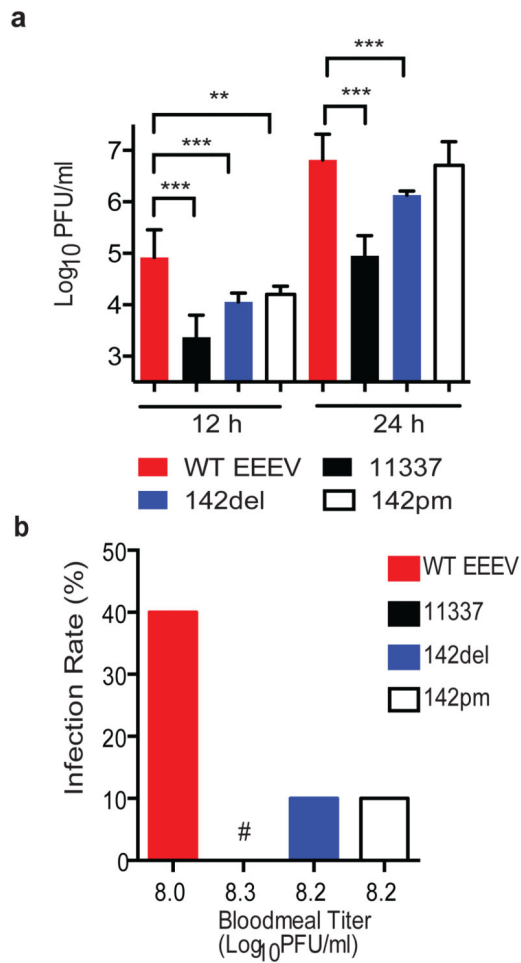 a
***
**
***
***
***
Log10 PFU/ml
7
6
5
4
3
12 h
24 h
WT EEEV
11337
142del
142pm
b
Infection Rate (%)
50
40
30
20
10
0
#
WT EEEV
11337
142del
142pm
8.0 8.3 8.2 8.2
Bloodmeal Titer
(Log10PFU/ml)